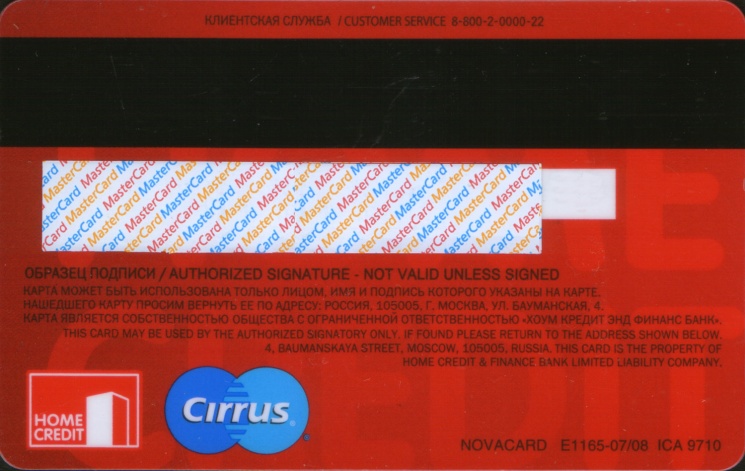 КЛИЕНТСКАЯ СЛУЖБА / CUSTOMER SERVICE 8-800-2-0000-22
MasterCard MasterCard MasterCard MasterCard MasterCard
ОБРАЗЕЦ ПОДПИСИ / AUTHORIZED SIGNATURE - NOT VALID UNLESS SIGNED
КАРТА МОЖЕТ БЫТЬ ИСПОЛЬЗОВАНА ТОЛЬКО ЛИЦОМ, ИМЯ И ПОДПИСЬ КОТОРОГО УКАЗАНЫ НА КАРТЕ.
НАШЕДШЕГО КАРТУ ПРОСИМ ВЕРНУТЬ ЕЕ ПО АДРЕСУ: РОССИЯ, 105005, Г. МОСКВА, УЛ. БАУМАНСКАЯ, 4.
КАРТА ЯВЛЯЕТСЯ СОБСТВЕННОСТЬЮ ОБЩЕСТВА С ОГРАНИЧЕННОЙ ОТВЕТСТВЕННОСТЬЮ «ХОУМ КРЕДИТ ЭНД ФИНАНС БАНК».
THIS CARD MAY BE USED BY THE AUTHORIZED SIGNATORY ONLY. IF FOUND PLEASE RETURN TO THE ADDRESS SHOWN BELOW.
4, BAUMANSKAYA STREET, MOSCOW, 105005, RUSSIA. THIS CARD IS THE PROPERTY OF
HOME CREDIT & FINANCE BANK LIMITED LIABILITY COMPANY.
HOME
CREDIT
Cirrus
NOVACARD E1165-07/08 ICA 9710